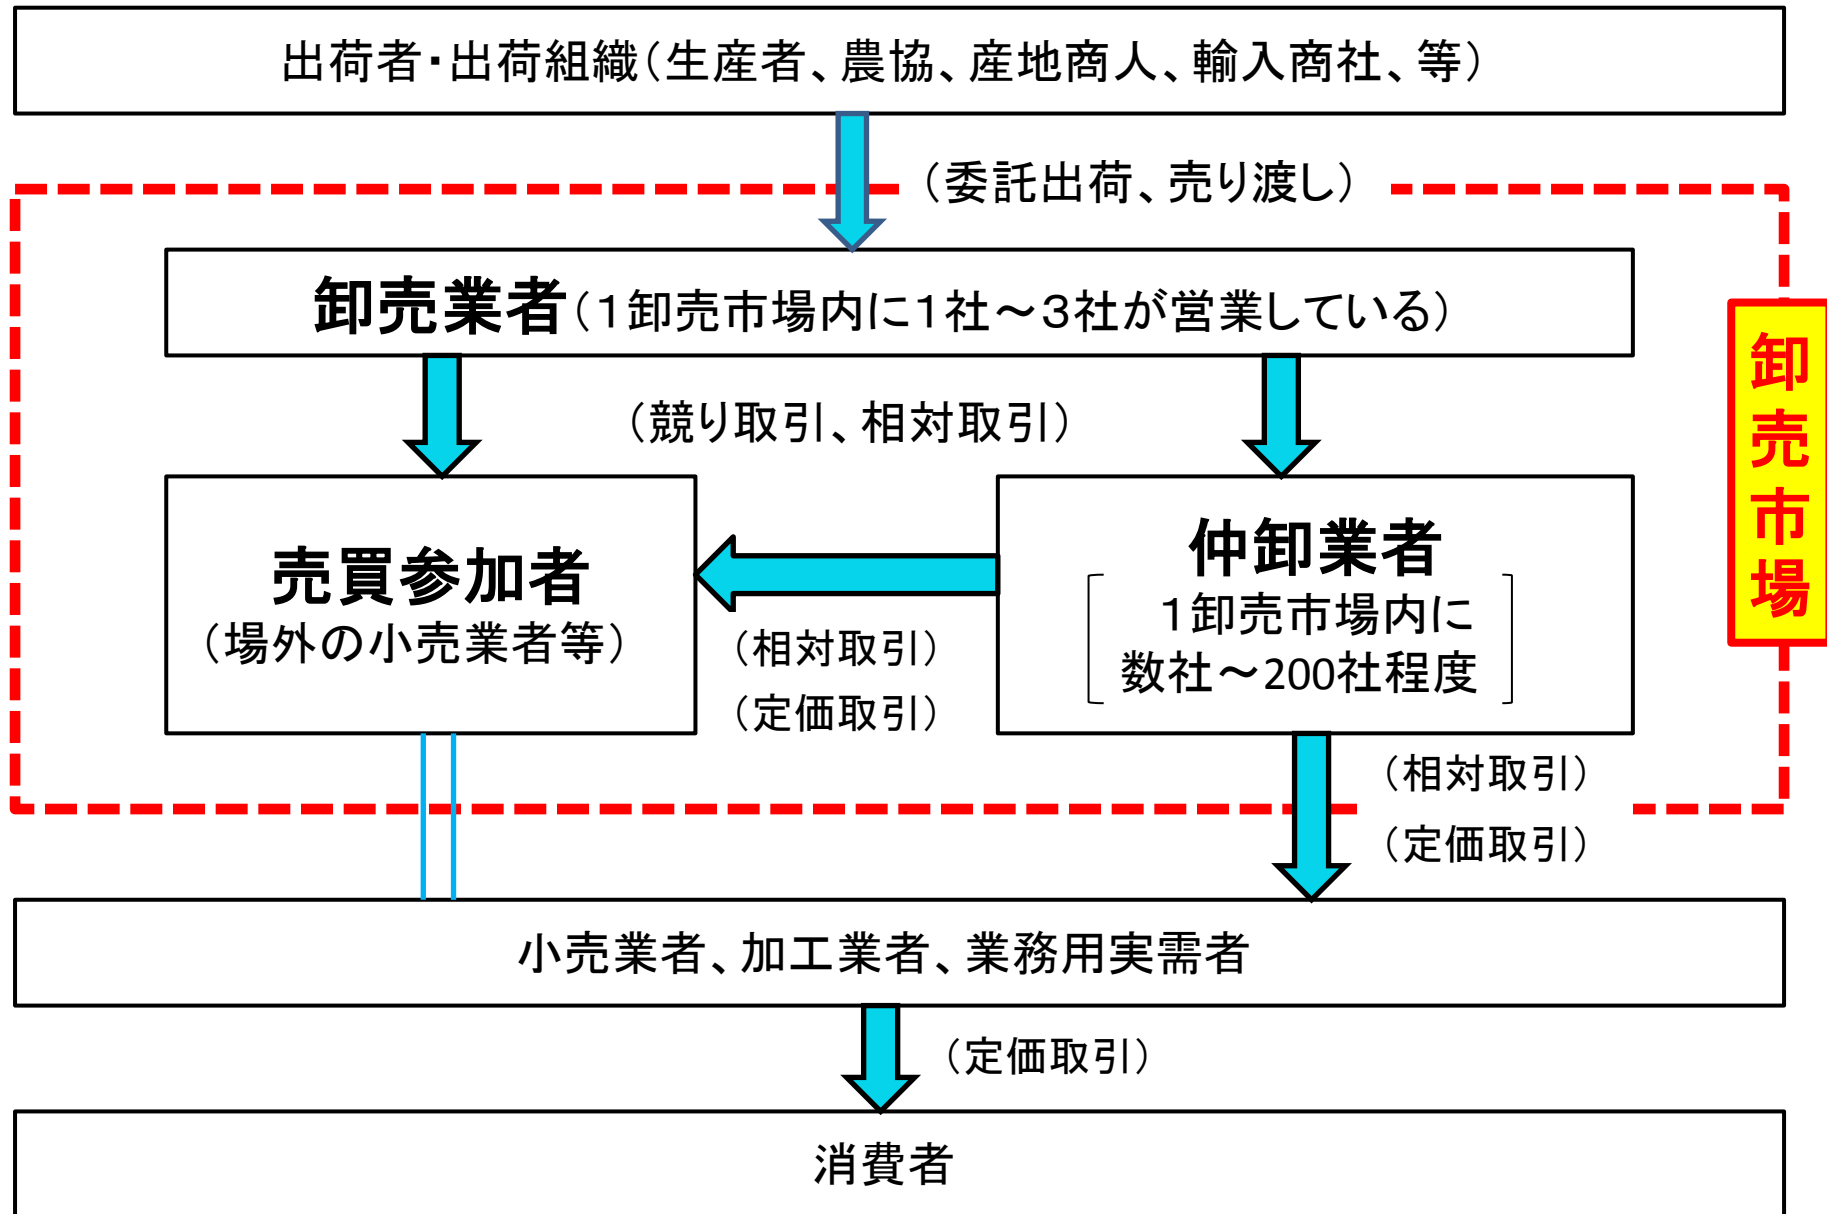 出荷者・出荷組織（生産者、農協、産地商人、輸入商社、等）
（委託出荷、売り渡し）
卸売業者（１卸売市場内に１社～３社が営業している）
卸売市場
（競り取引、相対取引）
売買参加者
（場外の小売業者等）
仲卸業者
１卸売市場内に
数社～200社程度
（相対取引）
（定価取引）
（相対取引）
（定価取引）
小売業者、加工業者、業務用実需者
（定価取引）
消費者